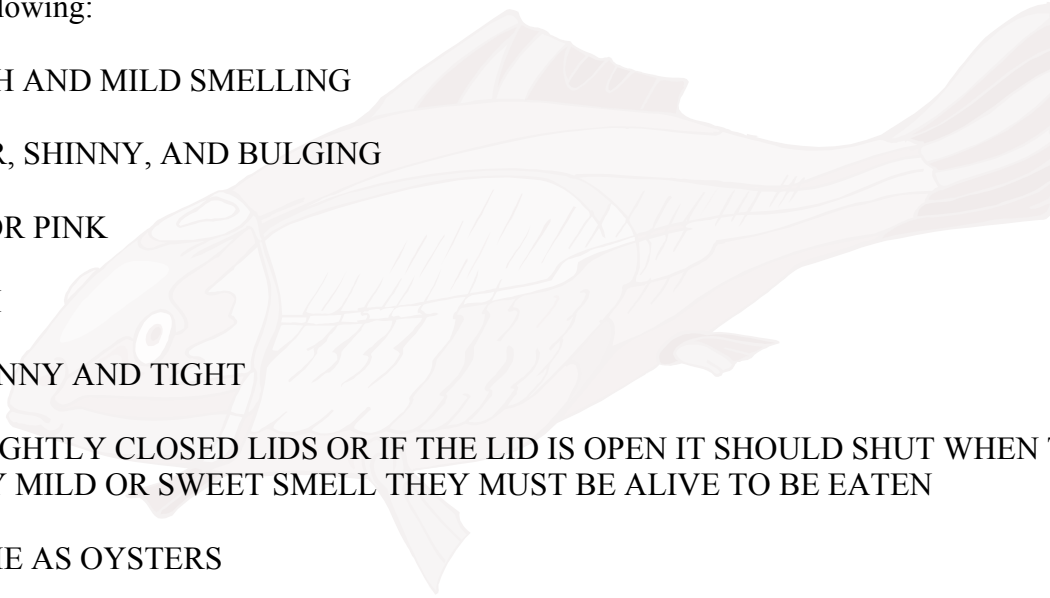 lowing:
H AND MILD SMELLING
R, SHINNY, AND BULGING
OR PINK
NNY AND TIGHT
GHTLY CLOSED LIDS OR IF THE LID IS OPEN IT SHOULD SHUT WHEN
Y MILD OR SWEET SMELL THEY MUST BE ALIVE TO BE EATEN
E AS OYSTERS